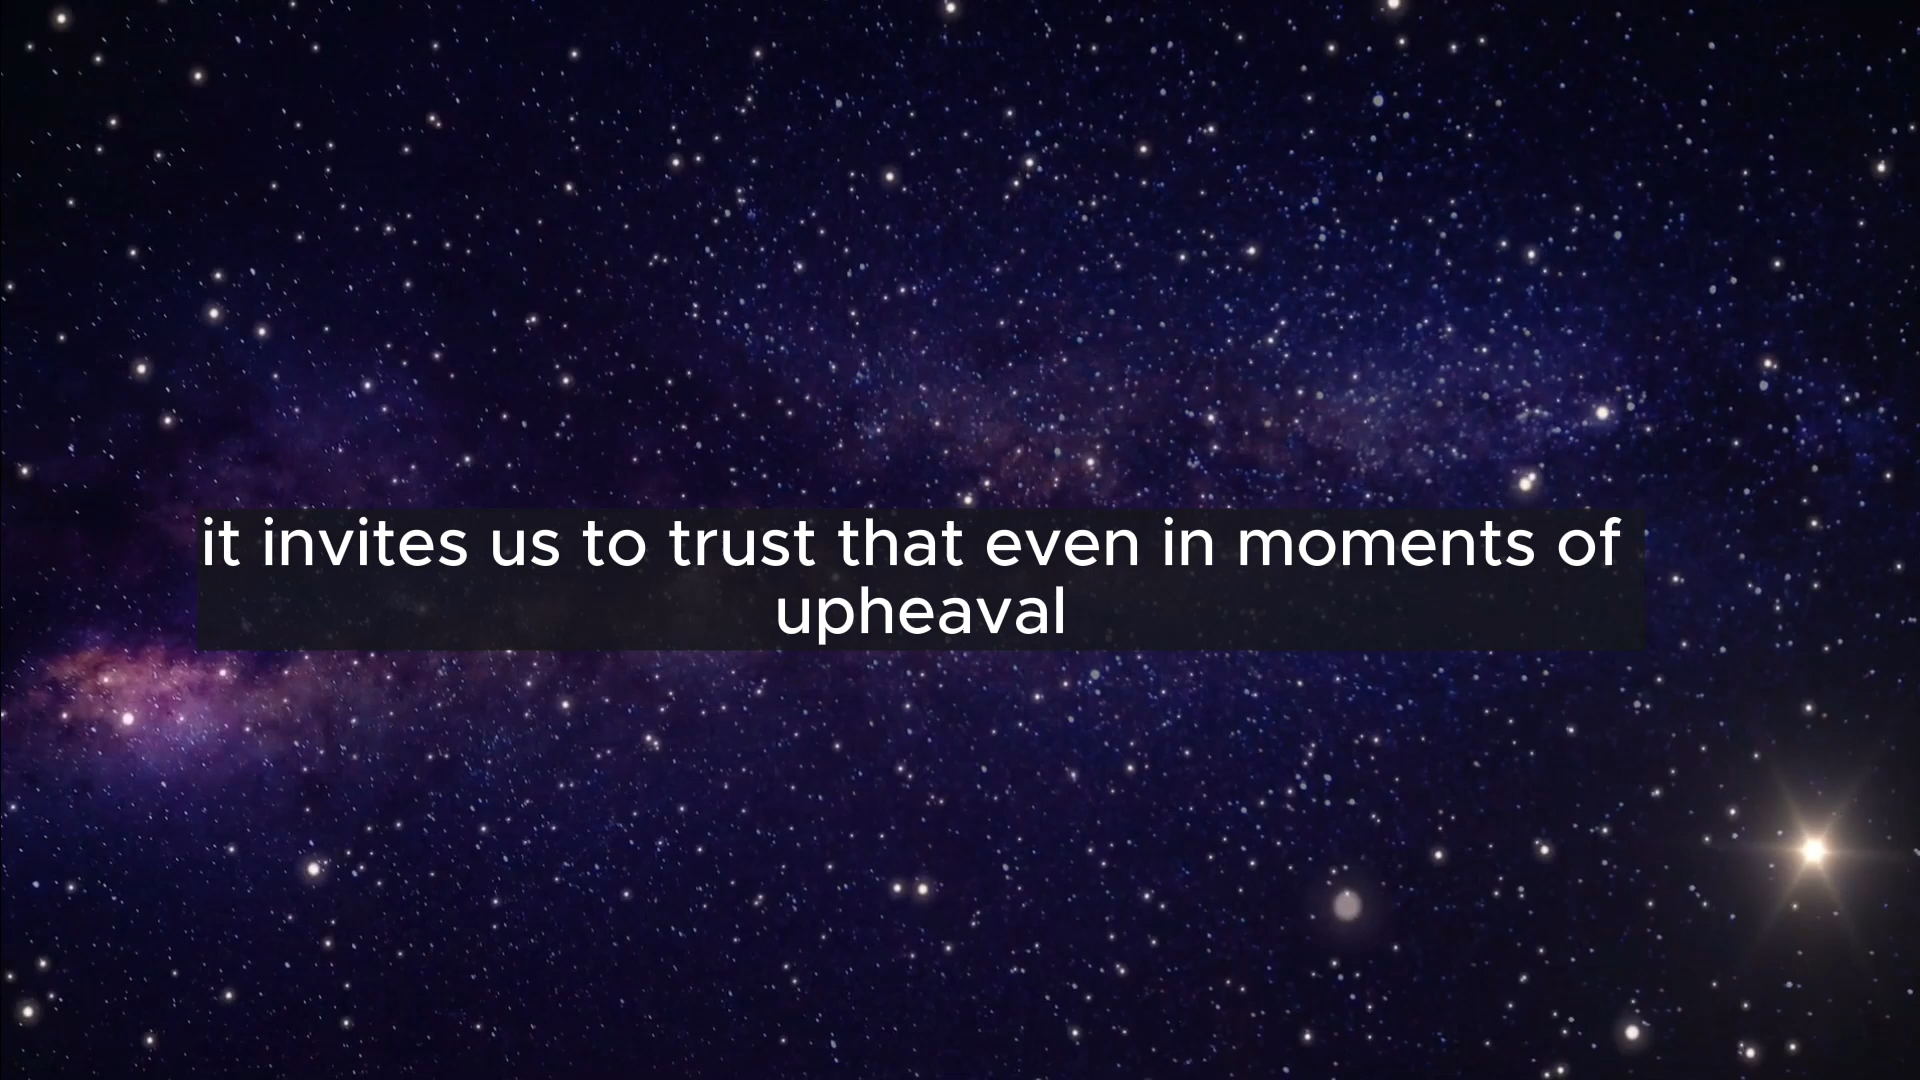 it invites us to trust that even in moments of
upheaval